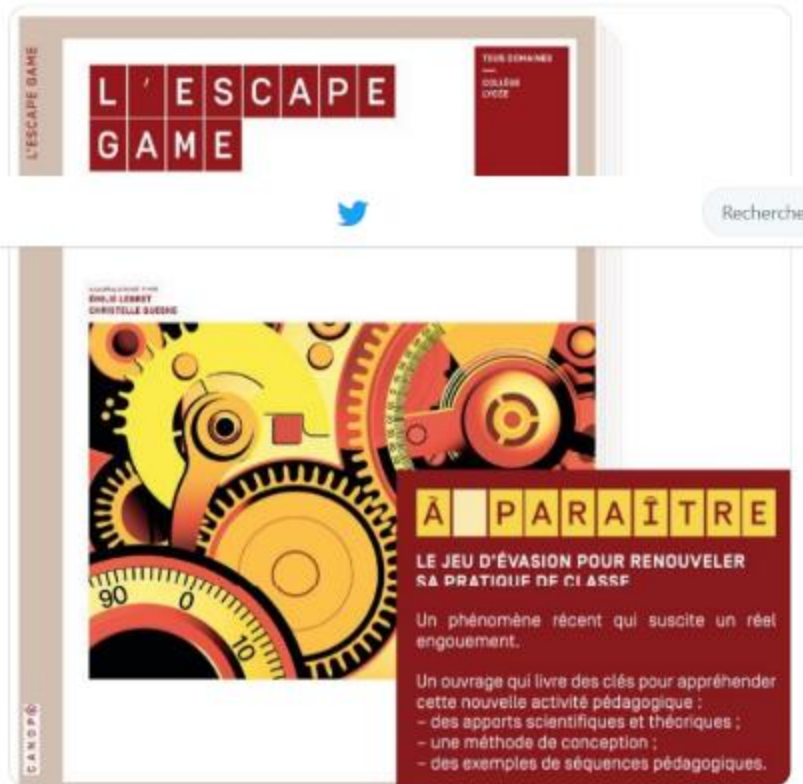 L'ESCAPE GAME
L'ESCAPE
GAME
TOUS DOMAINES
—
COLLÈGE
LYCÉE
Recherche
ÉMILIE LEBRET
CHRISTELLE QUESNE
90 0 10
À PARAÎTRE
LE JEU D'ÉVASION POUR RENOUVELER
SA PRATIQUE DE CLASSE
Un phénomène récent qui suscite un réel
engouement.
Un ouvrage qui livre des clés pour appréhender
cette nouvelle activité pédagogique :
– des apports scientifiques et théoriques ;
– une méthode de conception ;
– des exemples de séquences pédagogiques.
CANOPÉ